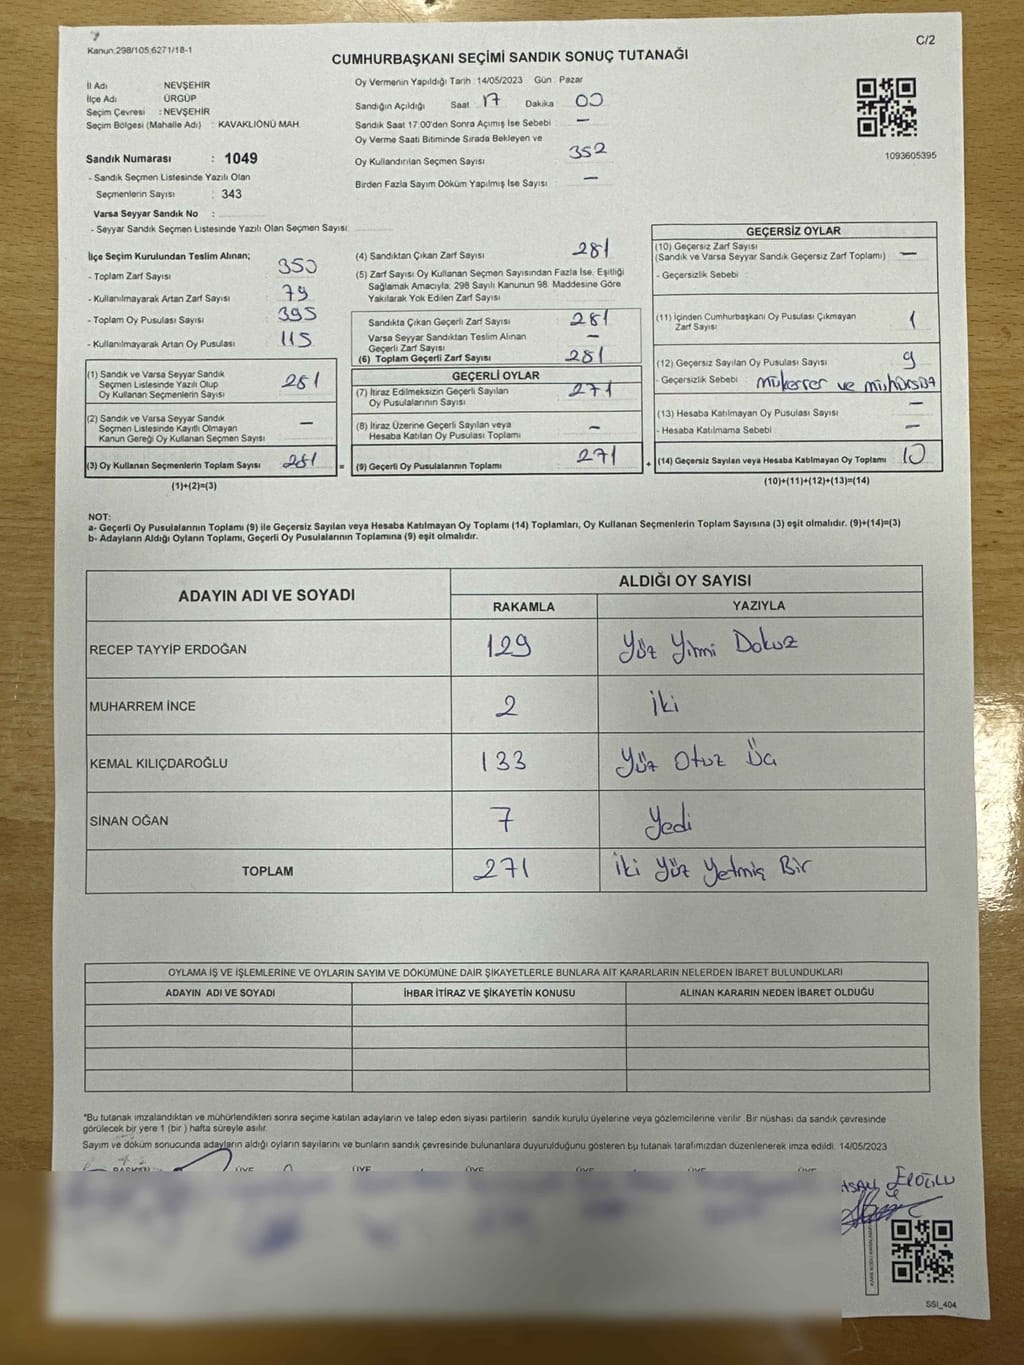 Kanun:298/105,6271/18-1
C/2
CUMHURBAŞKANI SEÇİMİ SANDIK SONUÇ TUTANAĞI
İl Adı : NEVŞEHİR
İlçe Adı : ÜRGÜP
Seçim Çevresi : NEVŞEHİR
Seçim Bölgesi (Mahalle Adı) : KAVAKLIÖNÜ MAH.
Sandık Numarası : 1049
- Sandık Seçmen Listesinde Yazılı Olan
Seçmenlerin Sayısı : 343
Varsa Seyyar Sandık No :
- Seyyar Sandık Seçmen Listesinde Yazılı Olan Seçmen Sayısı
Oy Vermenin Yapıldığı Tarih : 14/05/2023 Gün : Pazar
Sandığın Açıldığı Saat 17 Dakika 00
Sandık Saat 17:00'den Sonra Açımış İse Sebebi : —
Oy Verme Saati Bitiminde Sırada Bekleyen ve
Oy Kullandırılan Seçmen Sayısı 352
Birden Fazla Sayım Döküm Yapılmış İse Sayısı —
1093605395
İlçe Seçim Kurulundan Teslim Alınan;
- Toplam Zarf Sayısı : 350
- Kullanılmayarak Artan Zarf Sayısı : 79
- Toplam Oy Pusulası Sayısı : 395
- Kullanılmayarak Artan Oy Pusulası : 115
(1) Sandık ve Varsa Seyyar Sandık
Seçmen Listesinde Yazılı Olup
Oy Kullanan Seçmenlerin Sayısı 281
(2) Sandık ve Varsa Seyyar Sandık
Seçmen Listesinde Kayıtlı Olmayan
Kanun Gereği Oy Kullanan Seçmen Sayısı —
(3) Oy Kullanan Seçmenlerin Toplam Sayısı 281 =
(1)+(2)=(3)
(4) Sandıktan Çıkan Zarf Sayısı 281
(5) Zarf Sayısı Oy Kullanan Seçmen Sayısından Fazla İse, Eşitliği
Sağlamak Amacıyla, 298 Sayılı Kanunun 98. Maddesine Göre
Yakılarak Yok Edilen Zarf Sayısı
Sandıkta Çıkan Geçerli Zarf Sayısı 281
Varsa Seyyar Sandıktan Teslim Alınan
Geçerli Zarf Sayısı —
(6) Toplam Geçerli Zarf Sayısı 281
GEÇERLİ OYLAR
(7) İtiraz Edilmeksizin Geçerli Sayılan
Oy Pusulalarının Sayısı 271
(8) İtiraz Üzerine Geçerli Sayılan veya
Hesaba Katılan Oy Pusulası Toplamı —
(9) Geçerli Oy Pusulalarının Toplamı 271 +
GEÇERSİZ OYLAR
(10) Geçersiz Zarf Sayısı
(Sandık ve Varsa Seyyar Sandık Geçersiz Zarf Toplamı) —
- Geçersizlik Sebebi :
(11) İçinden Cumhurbaşkanı Oy Pusulası Çıkmayan
Zarf Sayısı 1
(12) Geçersiz Sayılan Oy Pusulası Sayısı 9
- Geçersizlik Sebebi : mükerrer ve mühürsüz
(13) Hesaba Katılmayan Oy Pusulası Sayısı —
- Hesaba Katılmama Sebebi : —
(14) Geçersiz Sayılan veya Hesaba Katılmayan Oy Toplamı 10
(10)+(11)+(12)+(13)=(14)
NOT:
a- Geçerli Oy Pusulalarının Toplamı (9) ile Geçersiz Sayılan veya Hesaba Katılmayan Oy Toplamı (14) Toplamları, Oy Kullanan Seçmenlerin Toplam Sayısına (3) eşit olmalıdır. (9)+(14)=(3)
b- Adayların Aldığı Oyların Toplamı, Geçerli Oy Pusulalarının Toplamına (9) eşit olmalıdır.
ADAYIN ADI VE SOYADI
ALDIĞI OY SAYISI
RAKAMLA YAZIYLA
RECEP TAYYİP ERDOĞAN 129 Yüz Yirmi Dokuz
MUHARREM İNCE 2 İki
KEMAL KILIÇDAROĞLU 133 Yüz Otuz Üç
SİNAN OĞAN 7 Yedi
TOPLAM 271 İki Yüz Yetmiş Bir
OYLAMA İŞ VE İŞLEMLERİNE VE OYLARIN SAYIM VE DÖKÜMÜNE DAİR ŞİKAYETLERLE BUNLARA AİT KARARLARIN NELERDEN İBARET BULUNDUKLARI
ADAYIN ADI VE SOYADI İHBAR İTİRAZ VE ŞİKAYETİN KONUSU ALINAN KARARIN NEDEN İBARET OLDUĞU
*Bu tutanak imzalandıktan ve mühürlendikten sonra seçime katılan adayların ve talep eden siyasi partilerin sandık kurulu üyelerine veya gözlemcilerine verilir. Bir nüshası da sandık çevresinde
görülecek bir yere 1 (bir) hafta süreyle asılır.
Sayım ve döküm sonucunda adayların aldığı oyların sayılarını ve bunların sandık çevresinde bulunanlara duyurulduğunu gösteren bu tutanak tarafımızdan düzenlenerek imza edildi. 14/05/2023
BAŞKAN ÜYE ÜYE ÜYE ÜYE ÜYE ÜYE
SSI_404